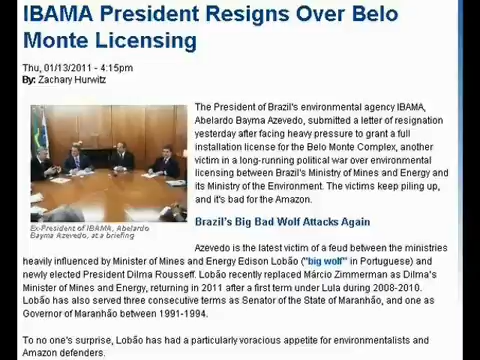 IBAMA President Resigns Over Belo
Monte Licensing
Thu, 01/13/2011 - 4:15pm
By: Zachary Hurwitz
The President of Brazil's environmental agency IBAMA,
Abelardo Bayma Azevedo, submitted a letter of resignation
yesterday after facing heavy pressure to grant a full
installation license for the Belo Monte Complex, another
victim in a long-running political war over environmental
licensing between Brazil's Ministry of Mines and Energy and
its Ministry of the Environment. The victims keep piling up,
and it's bad for the Amazon.
Ex-President of IBAMA, Abelardo
Bayma Azevedo, at a briefing
Brazil's Big Bad Wolf Attacks Again
Azevedo is the latest victim of a feud between the ministries
heavily influenced by Minister of Mines and Energy Edison Lobão ("big wolf" in Portuguese) and
newly elected President Dilma Rousseff. Lobão recently replaced Márcio Zimmerman as Dilma's
Minister of Mines and Energy, returning in 2011 after a first term under Lula during 2008-2010.
Lobão has also served three consecutive terms as Senator of the State of Maranhão, and one as
Governor of Maranhão between 1991-1994.
To no one's surprise, Lobão has had a particularly voracious appetite for environmentalists and
Amazon defenders.